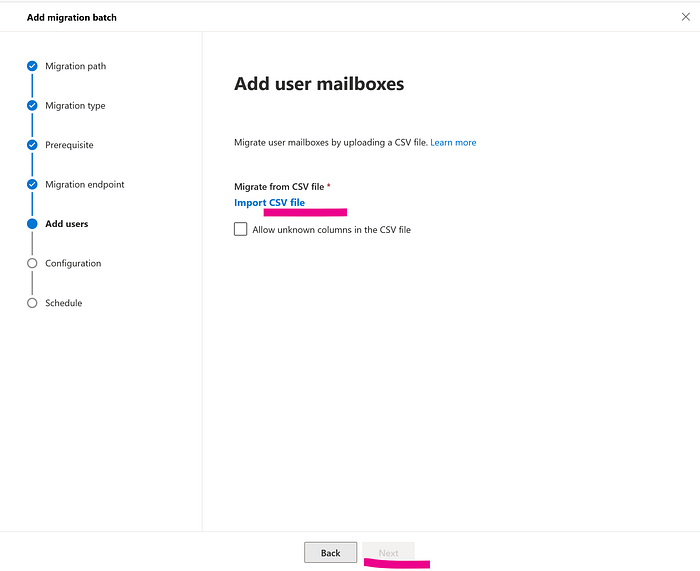 Add migration batch
Migration path
Migration type
Prerequisite
Migration endpoint
Add users
Configuration
Schedule
Add user mailboxes
Migrate user mailboxes by uploading a CSV file. Learn more
Migrate from CSV file *
Import CSV file
Allow unknown columns in the CSV file
Back
Next